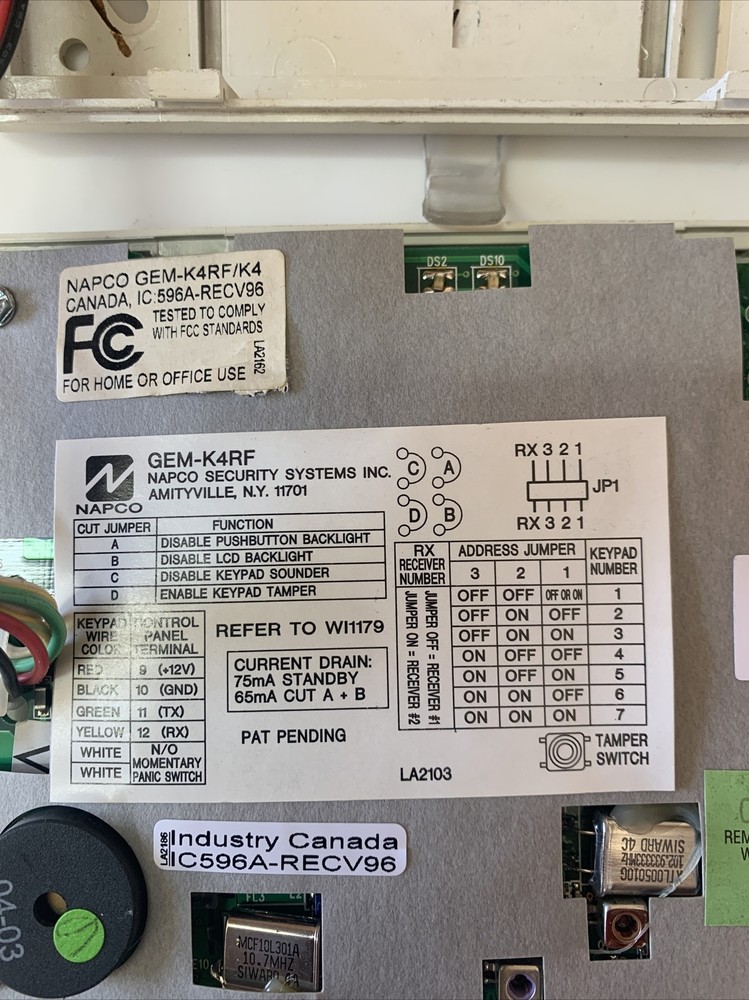 DS2 DS10
NAPCO GEM-K4RF/K4
CANADA, IC:596A-RECV96
FC
TESTED TO COMPLY
WITH FCC STANDARDS
LA2162
FOR HOME OR OFFICE USE
NAPCO
GEM-K4RF
NAPCO SECURITY SYSTEMS INC.
AMITYVILLE, N.Y. 11701
C A
D B
RX 3 2 1
JP1
RX 3 2 1
CUT JUMPER FUNCTION
A DISABLE PUSHBUTTON BACKLIGHT
B DISABLE LCD BACKLIGHT
C DISABLE KEYPAD SOUNDER
D ENABLE KEYPAD TAMPER
KEYPAD WIRE COLOR CONTROL PANEL TERMINAL
RED 9 (+12V)
BLACK 10 (GND)
GREEN 11 (TX)
YELLOW 12 (RX)
WHITE N/O
MOMENTARY
WHITE PANIC SWITCH
REFER TO WI1179
CURRENT DRAIN:
75mA STANDBY
65mA CUT A + B
PAT PENDING
RX RECEIVER NUMBER
JUMPER OFF = RECEIVER #1
JUMPER ON = RECEIVER #2
ADDRESS JUMPER KEYPAD NUMBER
3 2 1
OFF OFF OFF OR ON 1
OFF ON OFF 2
OFF ON ON 3
ON OFF OFF 4
ON OFF ON 5
ON ON OFF 6
ON ON ON 7
LA2103
TAMPER
SWITCH
LA2186
Industry Canada
IC596A-RECV96
04-03
FL3
E10
MCF10L301A
10.7MHZ
SIWARD
XTL005010G
102.933333MHZ
SIWARD 4C
REM